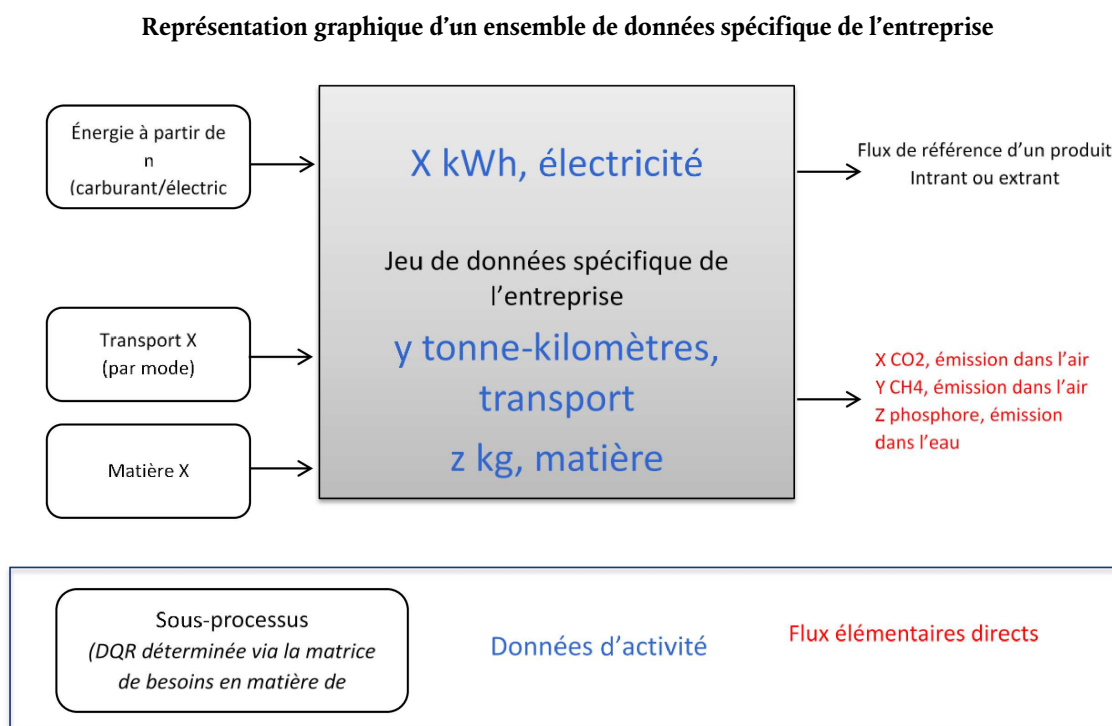 Représentation graphique d’un ensemble de données spécifique de l’entreprise
Énergie à partir de
n
(carburant/électric
X kWh, électricité
Flux de référence d’un produit
Intrant ou extrant
Jeu de données spécifique de
l’entreprise
Transport X
(par mode)
y tonne-kilomètres,
transport
X CO2, émission dans l’air
Y CH4, émission dans l’air
Z phosphore, émission
dans l’eau
Matière X
z kg, matière
Sous-processus
(DQR déterminée via la matrice
de besoins en matière de
Données d’activité
Flux élémentaires directs